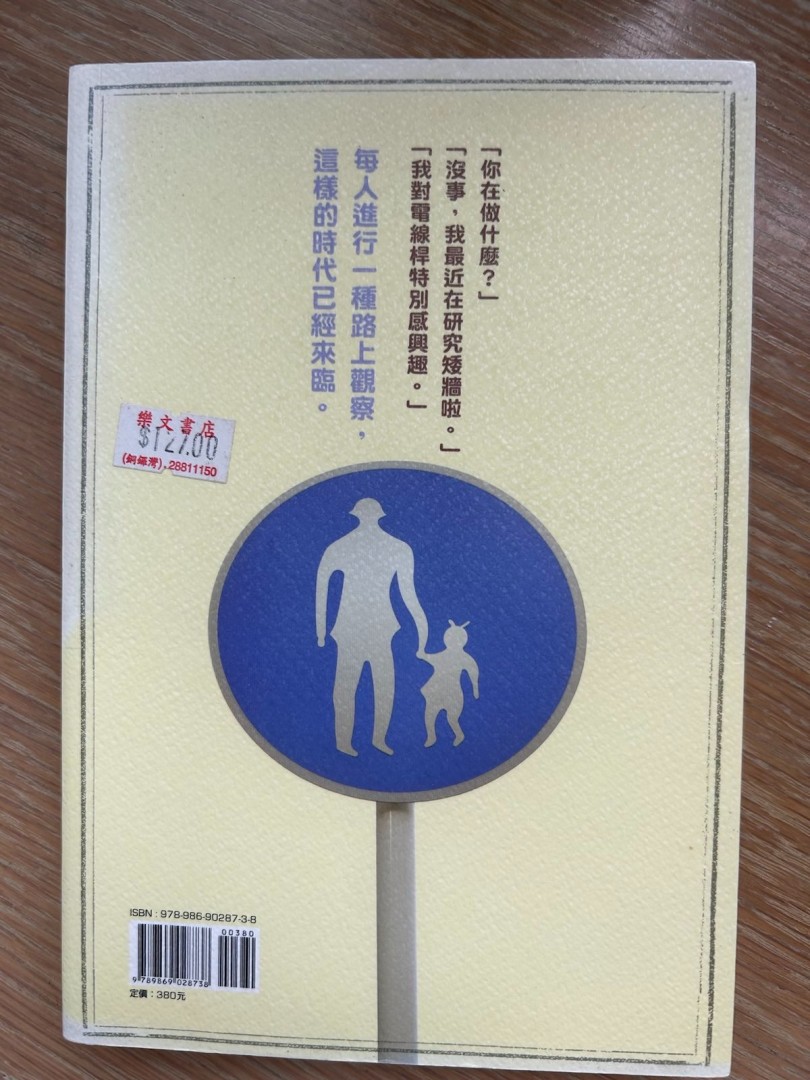 「你在做什麼？」
「沒事，我最近在研究矮牆啦。」
「我對電線桿特別感興趣。」
每人進行一種路上觀察，
這樣的時代已經來臨。
樂文書店
$127.00
(銅鑼灣).28811150
ISBN : 978-986-90287-3-8
00380
9 789869 028738
定價：380元